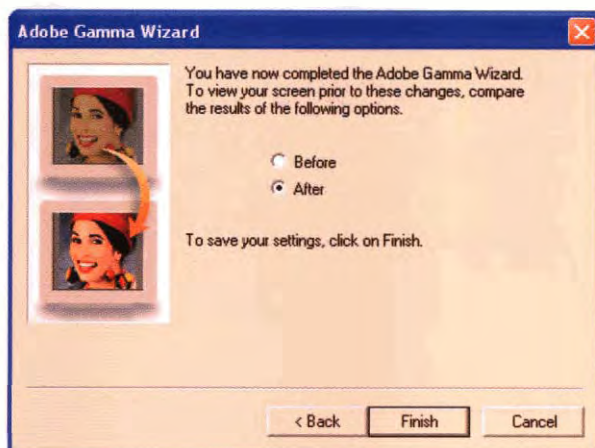 Adobe Gamma Wizard
You have now completed the Adobe Gamma Wizard.
To view your screen prior to these changes, compare
the results of the following options.
Before
After
To save your settings, click on Finish.
< Back
Finish
Cancel